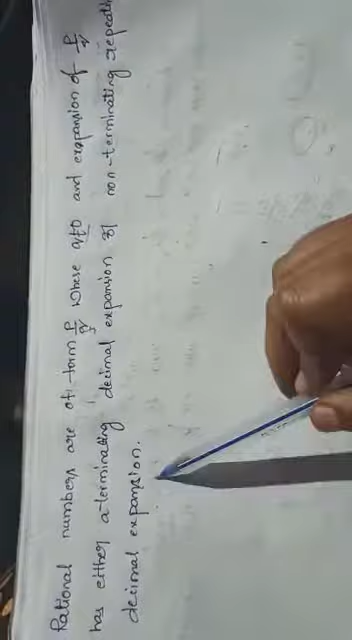 Rational numbers are of form p/q where q≠0 and expansion of p/q
has either a terminating decimal expansion or non-terminating repeati
decimal expansion.